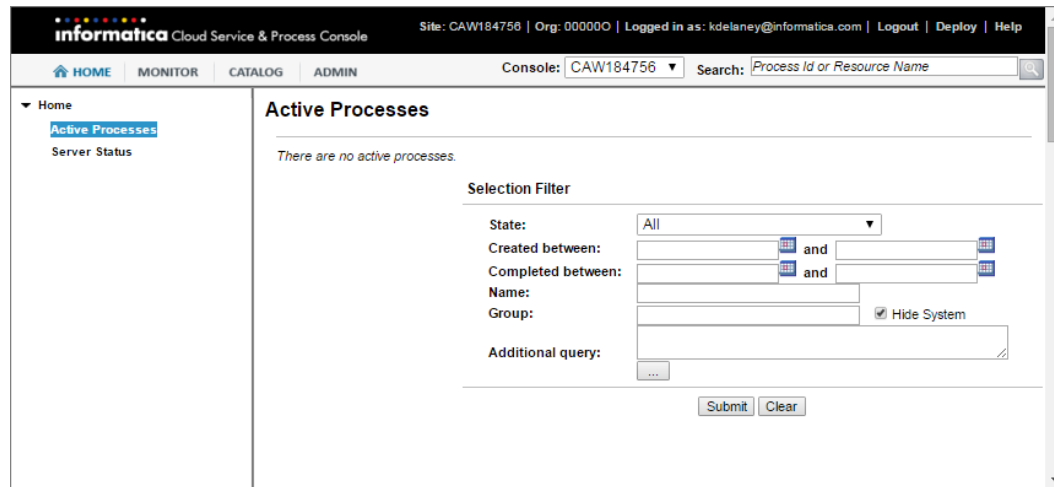 Informatica Cloud Service & Process Console
Site: CAW184756 | Org: 00000O | Logged in as: kdelaney@informatica.com | Logout | Deploy | Help
HOME MONITOR CATALOG ADMIN
Console: CAW184756 Search: Process Id or Resource Name
Home
Active Processes
Server Status
Active Processes
There are no active processes.
Selection Filter
State: All
Created between: and
Completed between: and
Name:
Group: Hide System
Additional query:
...
Submit Clear